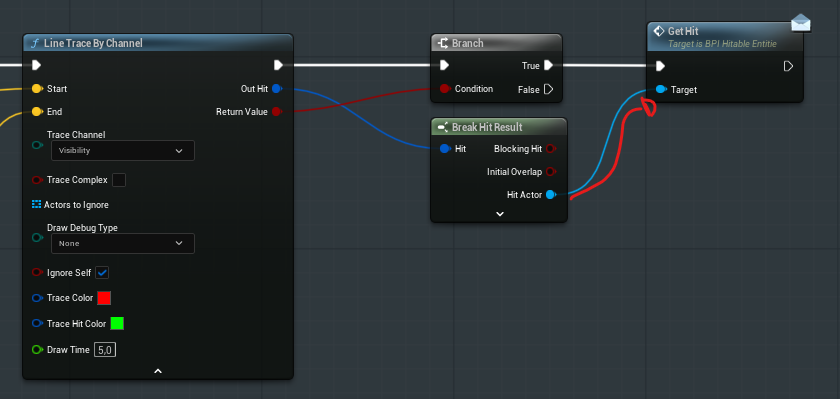 Line Trace By Channel
Start
End
Out Hit
Return Value
Trace Channel
Visibility
Trace Complex
Actors to Ignore
Draw Debug Type
None
Ignore Self
Trace Color
Trace Hit Color
Draw Time 5,0
Branch
True
Condition
False
Break Hit Result
Hit
Blocking Hit
Initial Overlap
Hit Actor
Get Hit
Target is BPI Hitable Entitie
Target